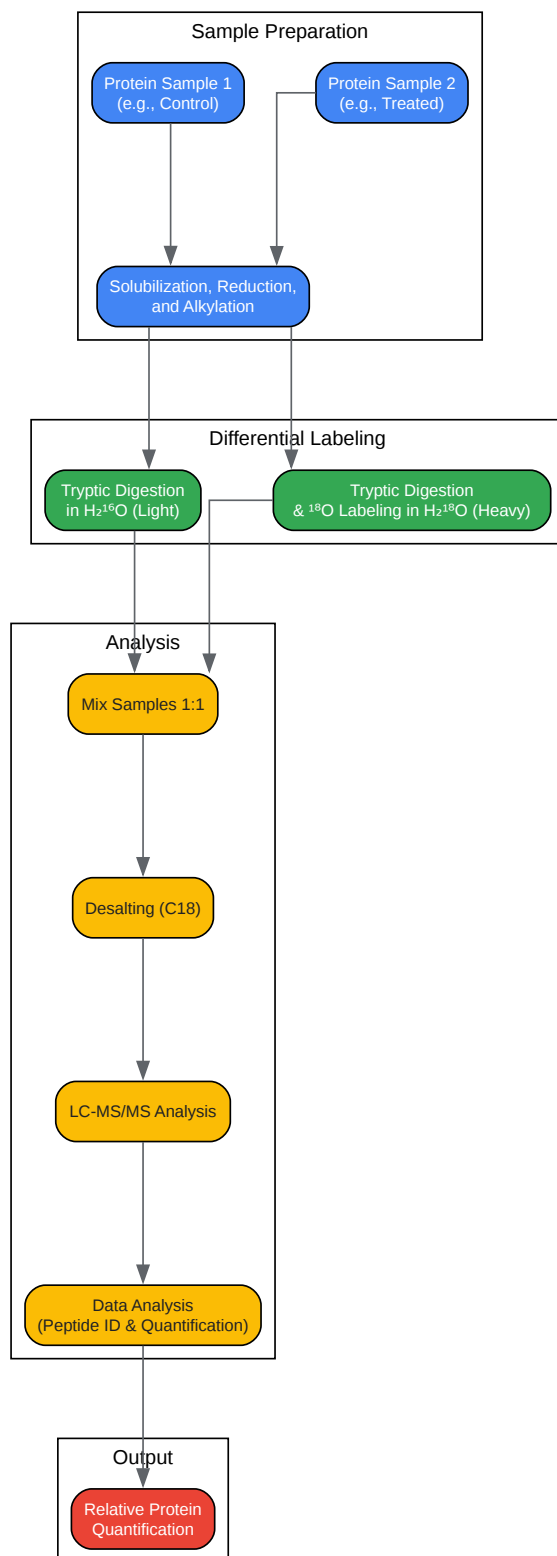 Sample Preparation
Protein Sample 1
(e.g., Control)
Protein Sample 2
(e.g., Treated)
Solubilization, Reduction,
and Alkylation
Differential Labeling
Tryptic Digestion
in H₂¹⁶O (Light)
Tryptic Digestion
& ¹⁸O Labeling in H₂¹⁸O (Heavy)
Analysis
Mix Samples 1:1
Desalting (C18)
LC-MS/MS Analysis
Data Analysis
(Peptide ID & Quantification)
Output
Relative Protein
Quantification